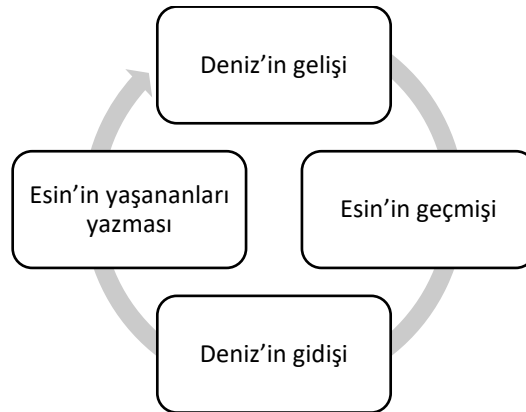 Deniz’in gelişi
Esin’in geçmişi
Deniz’in gidişi
Esin’in yaşananları
yazması